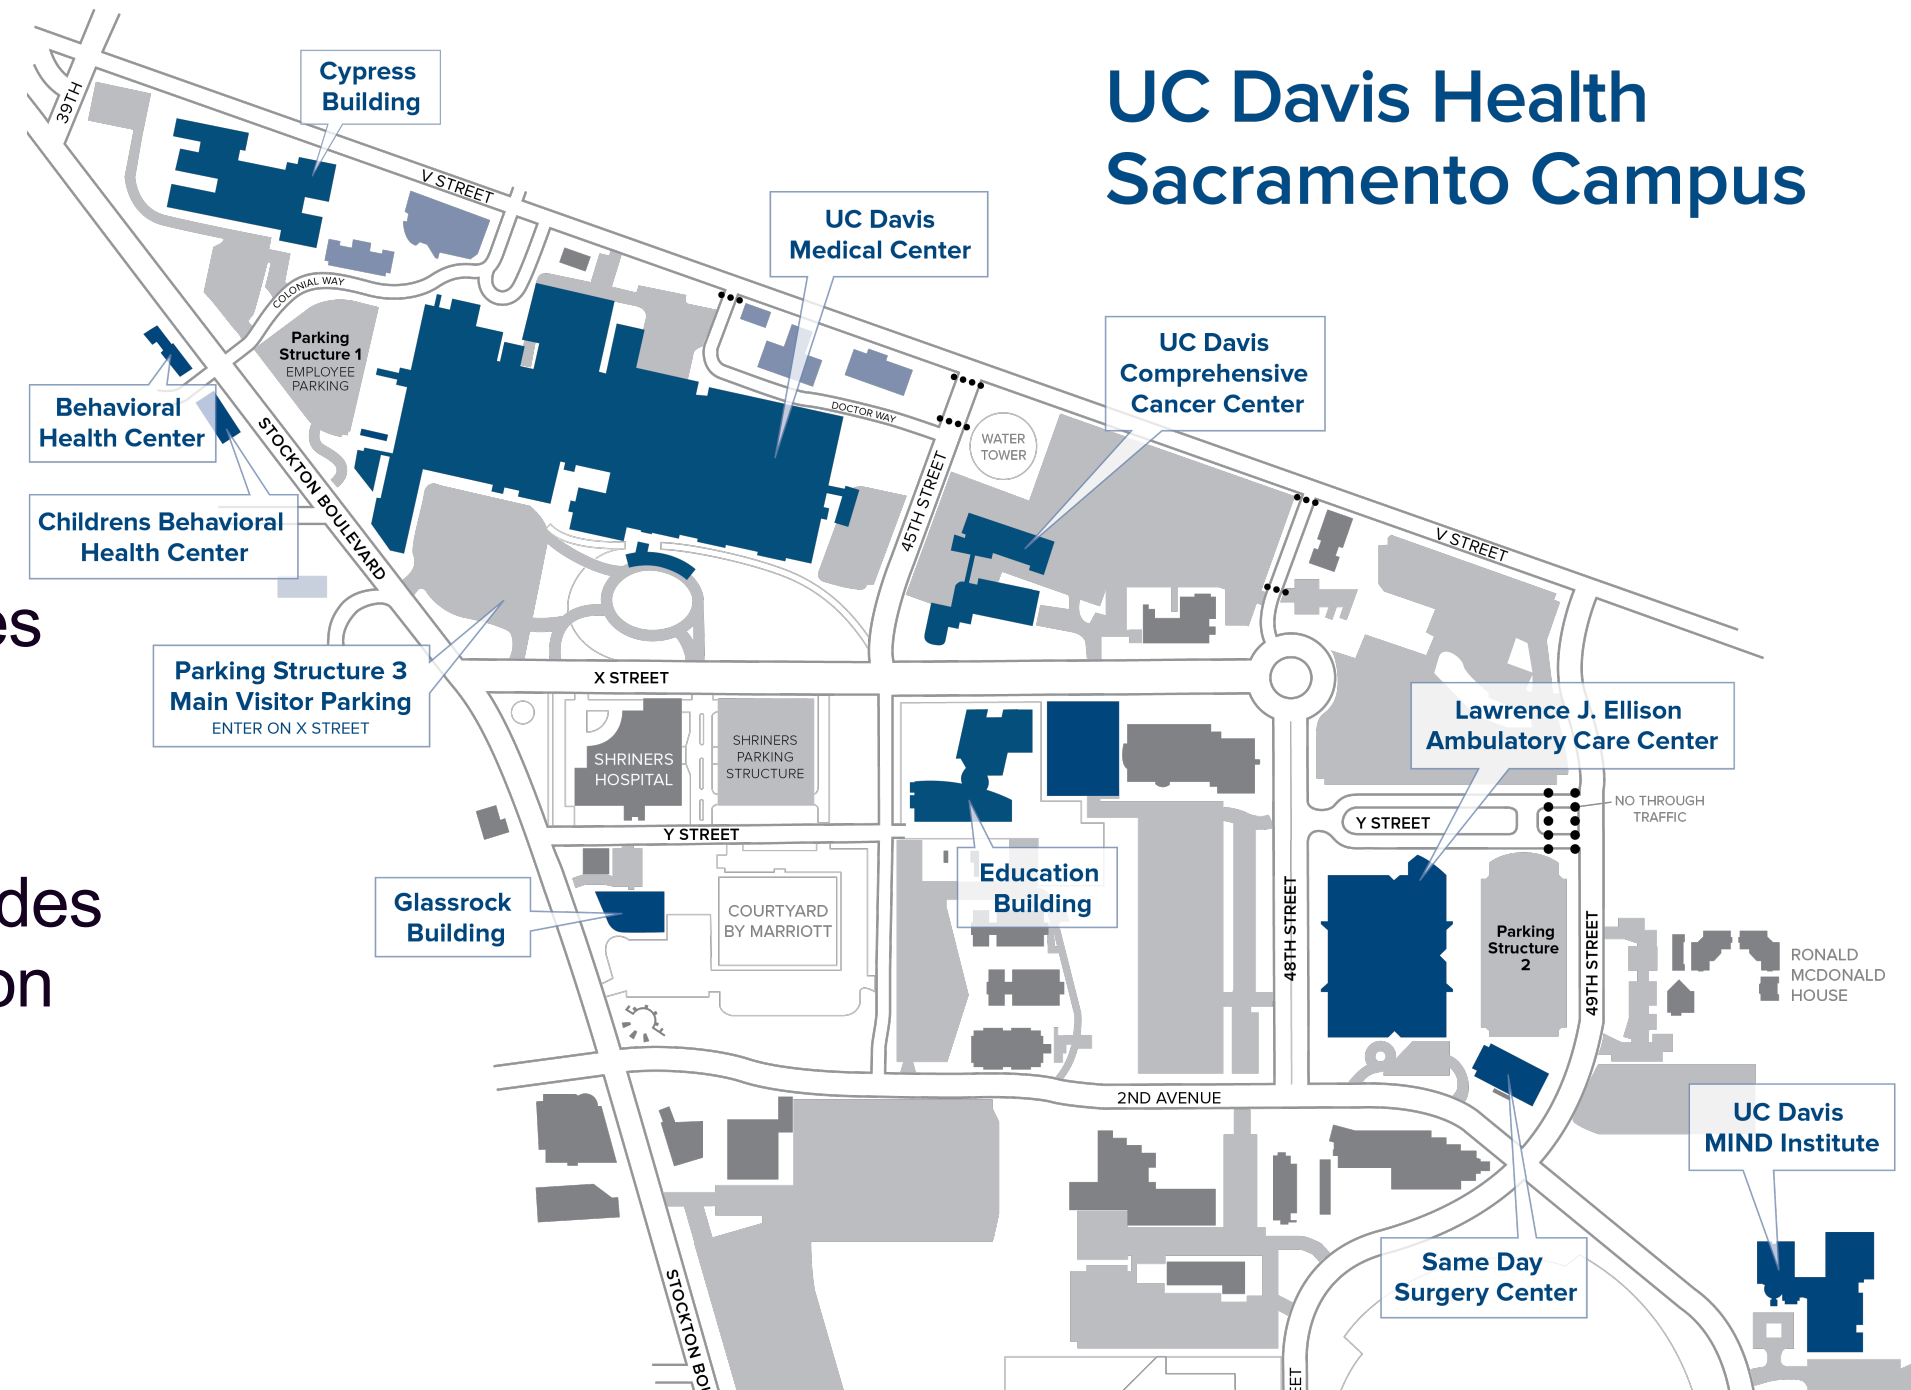 UC Davis Health
Sacramento Campus
39TH
Cypress
Building
V STREET
UC Davis
Medical Center
COLONIAL WAY
Parking
Structure 1
EMPLOYEE
PARKING
UC Davis
Comprehensive
Cancer Center
DOCTOR WAY
WATER
TOWER
Behavioral
Health Center
STOCKTON BOULEVARD
45TH STREET
Childrens Behavioral
Health Center
V STREET
es
Parking Structure 3
Main Visitor Parking
ENTER ON X STREET
X STREET
Lawrence J. Ellison
Ambulatory Care Center
SHRINERS
HOSPITAL
SHRINERS
PARKING
STRUCTURE
NO THROUGH
TRAFFIC
Y STREET
Y STREET
Education
Building
des
Glassrock
Building
COURTYARD
BY MARRIOTT
48TH STREET
Parking
Structure
2
49TH STREET
RONALD
MCDONALD
HOUSE
on
2ND AVENUE
UC Davis
MIND Institute
Same Day
Surgery Center
STOCKTON BOU
EET